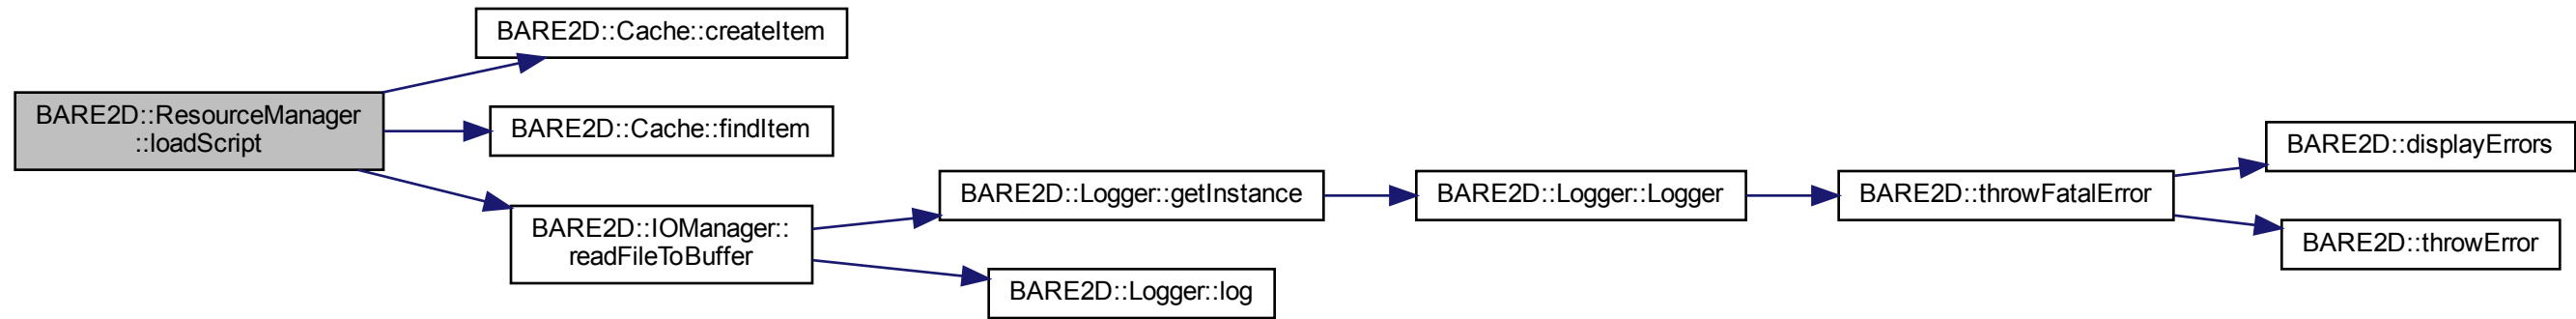 BARE2D::Cache::createItem
BARE2D::ResourceManager
::loadScript
BARE2D::Cache::findItem
BARE2D::IOManager::
readFileToBuffer
BARE2D::Logger::getInstance
BARE2D::Logger::log
BARE2D::Logger::Logger
BARE2D::throwFatalError
BARE2D::displayErrors
BARE2D::throwError